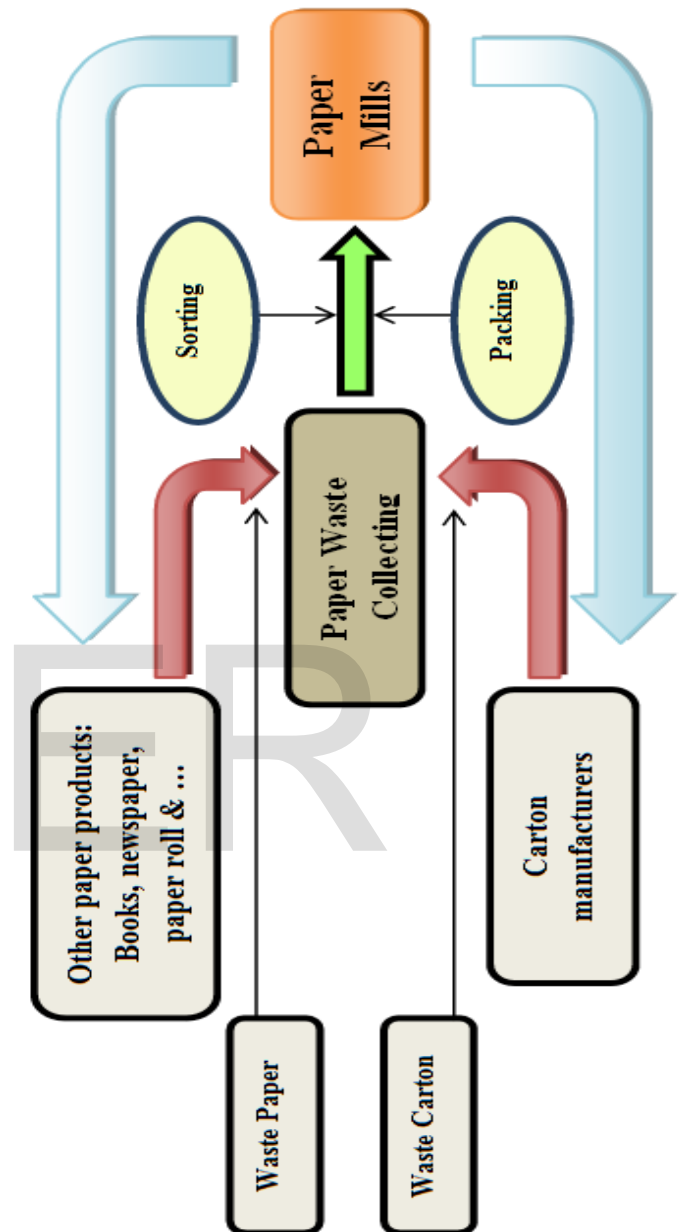 Other paper products:
Books, newspaper,
paper roll & ...
Waste Paper
Waste Carton
Carton
manufacturers
Paper Waste
Collecting
Sorting
Packing
Paper
Mills
ER